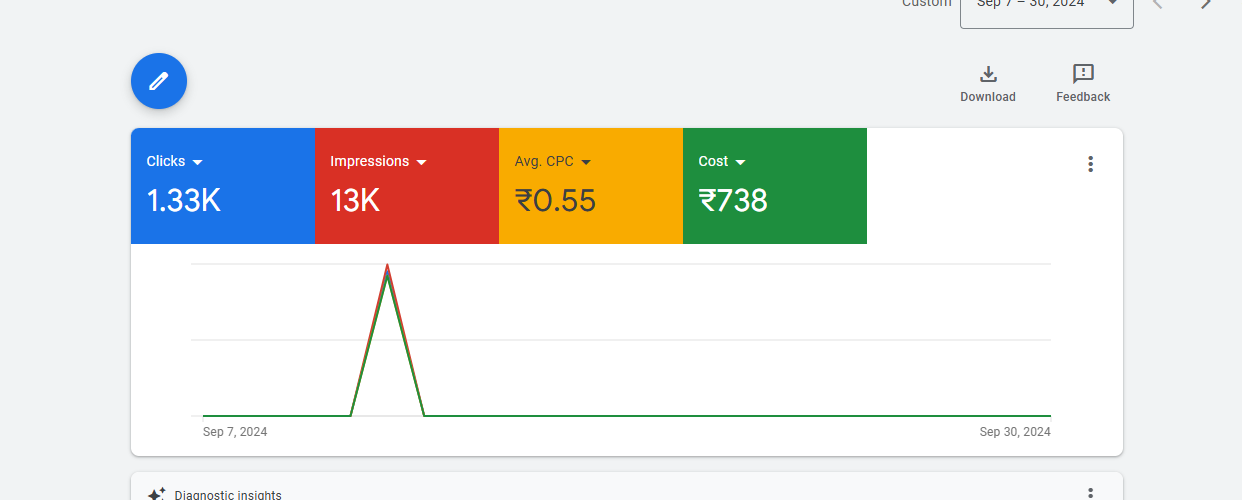 Custom Sep 7 – 30, 2024
Download Feedback
Clicks Impressions Avg. CPC Cost
1.33K 13K ₹0.55 ₹738
Sep 7, 2024 Sep 30, 2024
Diagnostic insights